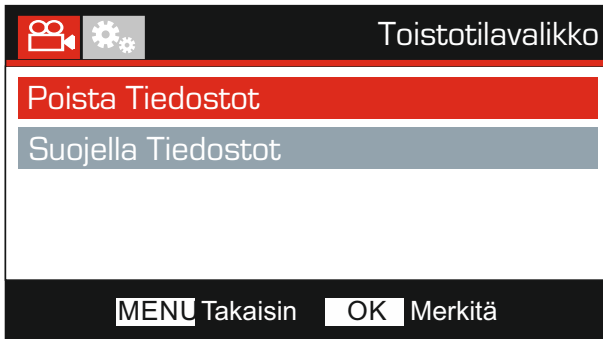 Toistotilavalikko
Poista Tiedostot
Suojella Tiedostot
MENU Takaisin OK Merkitä